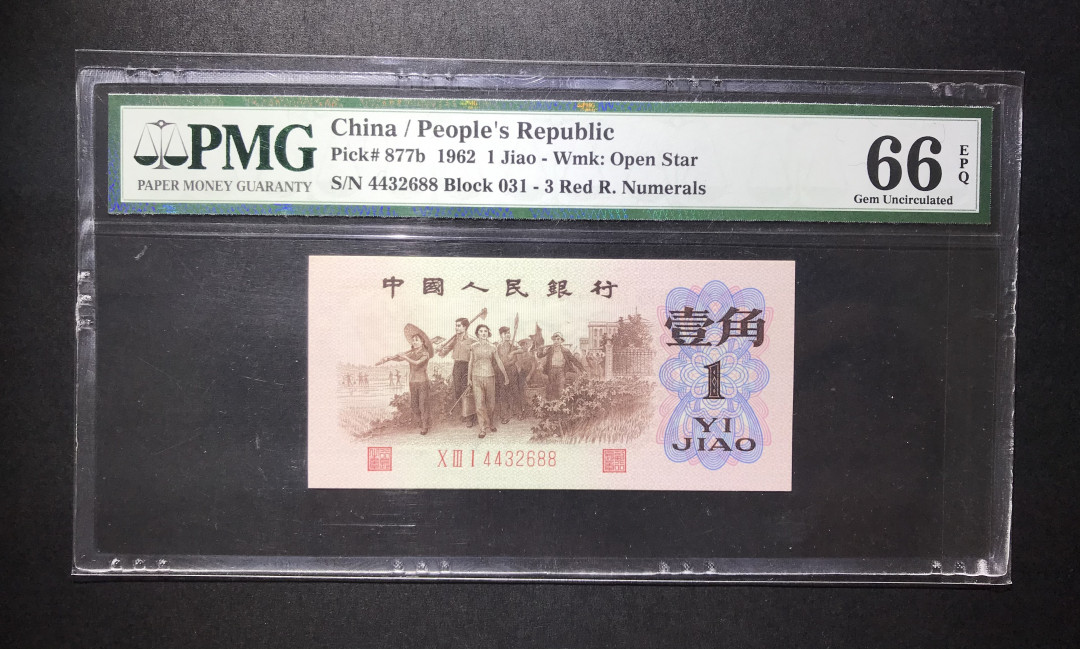 PMG
PAPER MONEY GUARANTY
China / People's Republic
Pick# 877b 1962 1 Jiao - Wmk: Open Star
S/N 4432688 Block 031 - 3 Red R. Numerals
66
EPQ
Gem Uncirculated
中國人民銀行
壹角
1
YI
JIAO
X III I 4432688